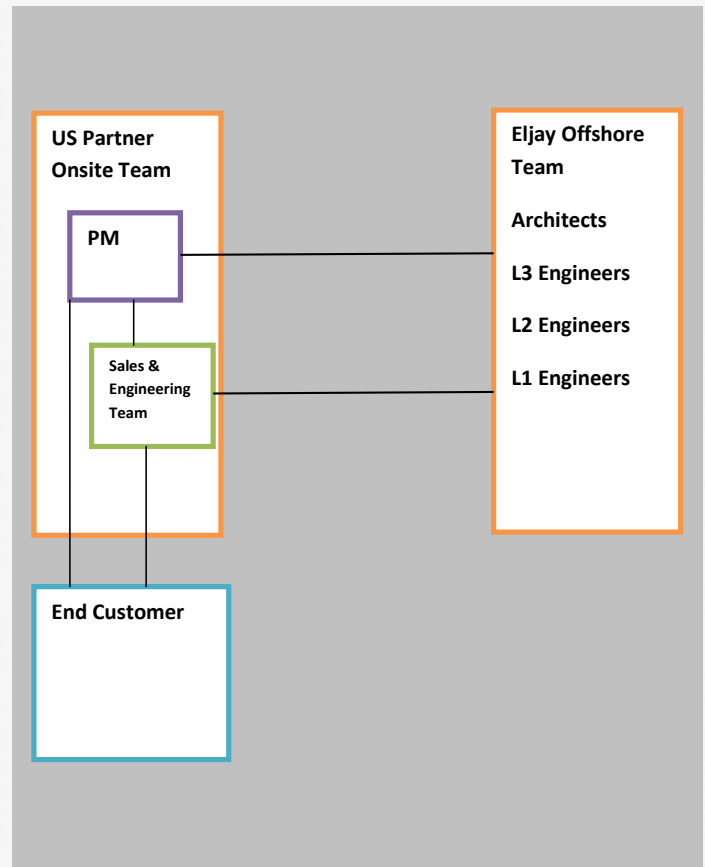 US Partner
Onsite Team
PM
Sales &
Engineering
Team
End Customer
Eljay Offshore
Team
Architects
L3 Engineers
L2 Engineers
L1 Engineers